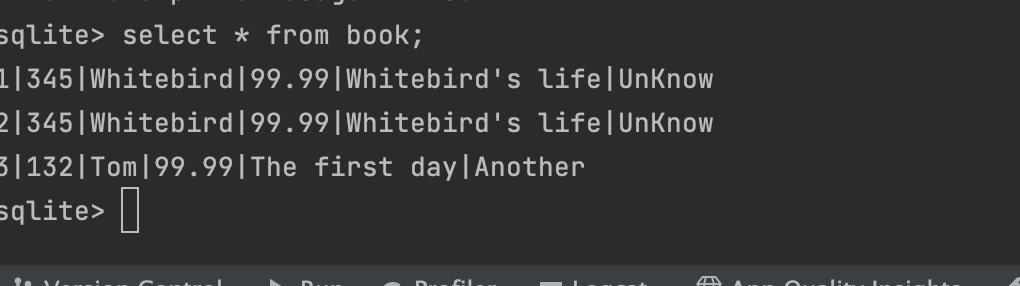 sqlite> select * from book;
1|345|Whitebird|99.99|Whitebird's life|UnKnow
2|345|Whitebird|99.99|Whitebird's life|UnKnow
3|132|Tom|99.99|The first day|Another
sqlite>
Version Control Run Profiler Logcat App Quality Insights